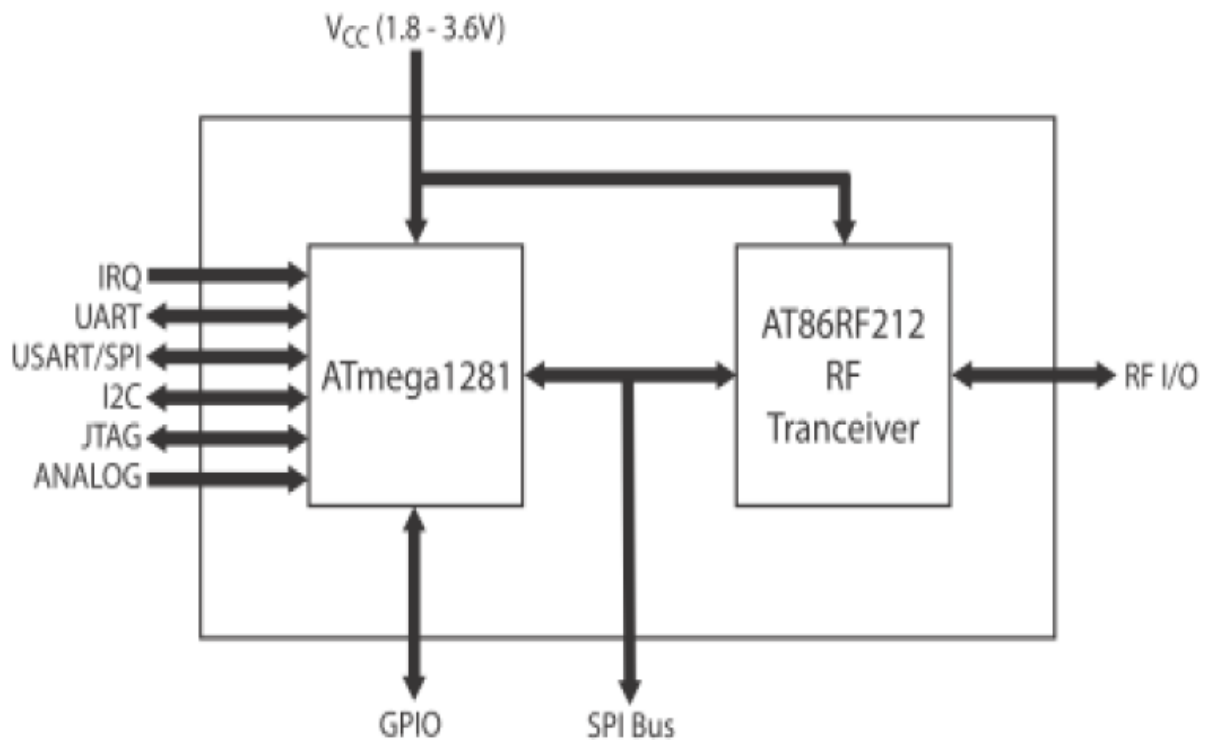 VCC (1.8 - 3.6V)
IRQ
UART
USART/SPI
I2C
JTAG
ANALOG
ATmega1281
AT86RF212
RF
Tranceiver
RF I/O
GPIO
SPI Bus